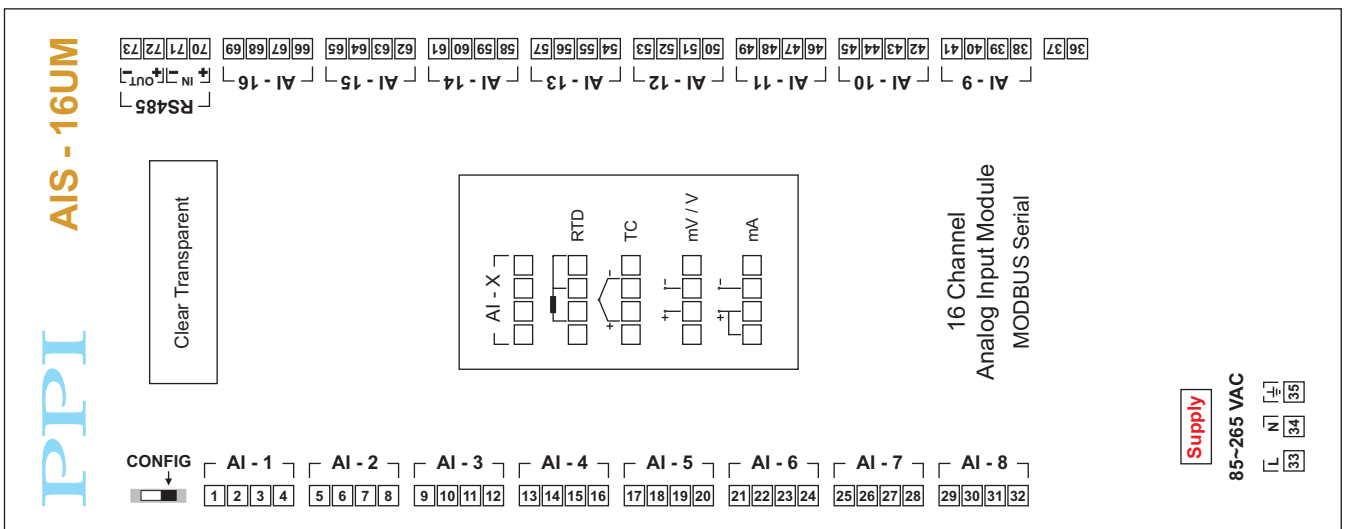 AIS - 16UM
PPI
73 72 71 70
69 68 67 66
65 64 63 62
61 60 59 58
57 56 55 54
53 52 51 50
49 48 47 46
45 44 43 42
41 40 39 38
37 36
- OUT + - IN +
RS485
AI - 16
AI - 15
AI - 14
AI - 13
AI - 12
AI - 11
AI - 10
AI - 9
Clear Transparent
AI - X
RTD
+ - TC
+ - mV / V
+ - mA
16 Channel
Analog Input Module
MODBUS Serial
Supply
85~265 VAC
L N
33 34 35
CONFIG
AI - 1
AI - 2
AI - 3
AI - 4
AI - 5
AI - 6
AI - 7
AI - 8
1 2 3 4
5 6 7 8
9 10 11 12
13 14 15 16
17 18 19 20
21 22 23 24
25 26 27 28
29 30 31 32